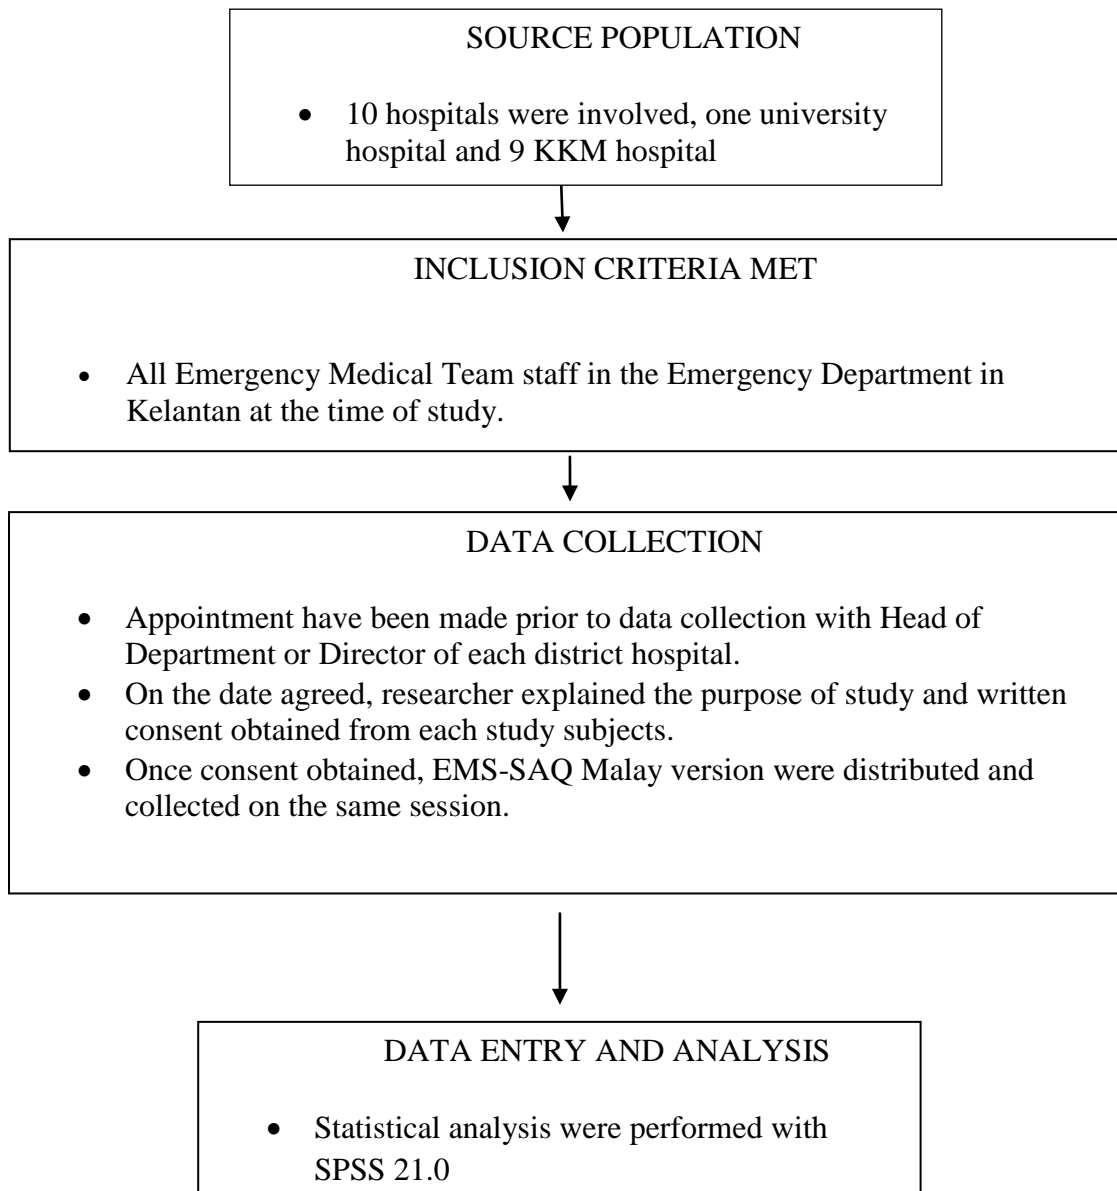 SOURCE POPULATION
• 10 hospitals were involved, one university
hospital and 9 KKM hospital
INCLUSION CRITERIA MET
• All Emergency Medical Team staff in the Emergency Department in
Kelantan at the time of study.
DATA COLLECTION
• Appointment have been made prior to data collection with Head of
Department or Director of each district hospital.
• On the date agreed, researcher explained the purpose of study and written
consent obtained from each study subjects.
• Once consent obtained, EMS-SAQ Malay version were distributed and
collected on the same session.
DATA ENTRY AND ANALYSIS
• Statistical analysis were performed with
SPSS 21.0